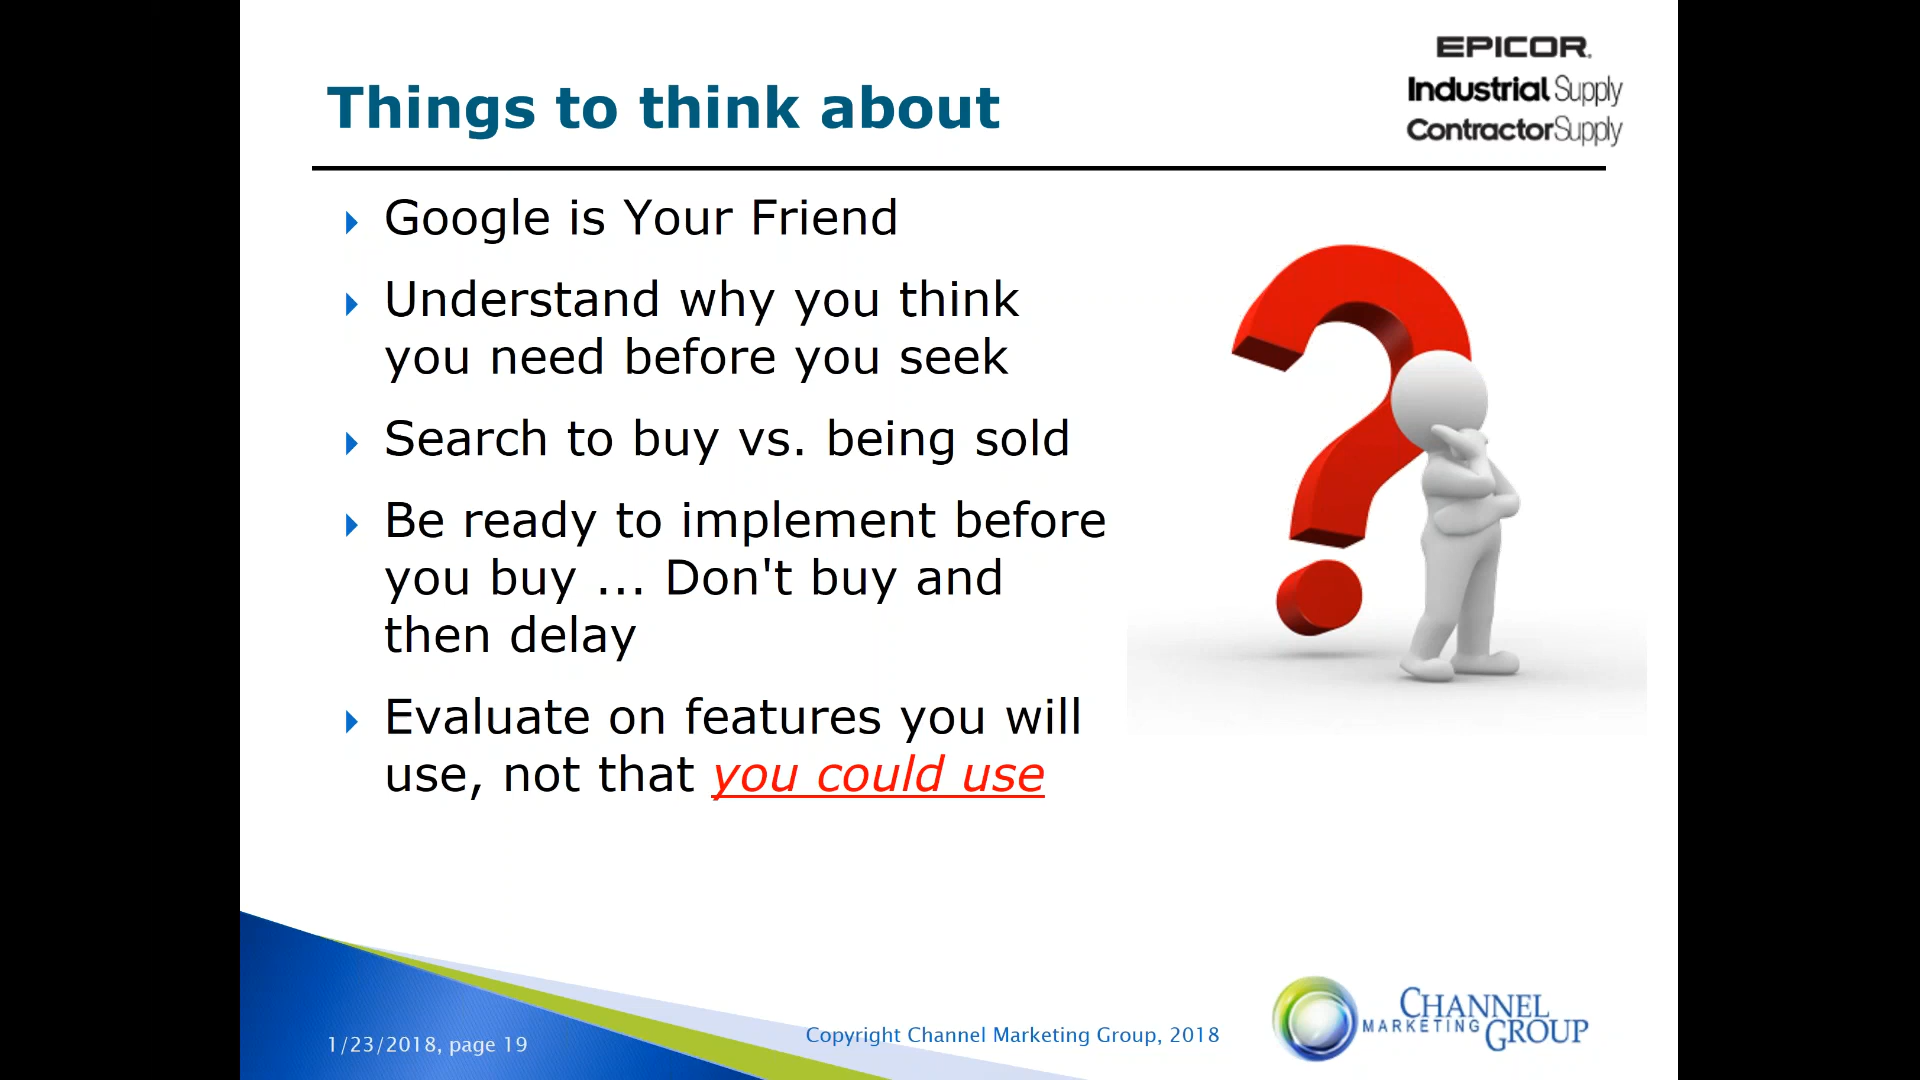 EPICOR
Industrial Supply
ContractorSupply
Things to think about
Google is Your Friend
Understand why you think
you need before you seek
Search to buy vs. being sold
Be ready to implement before
you buy ... Don't buy and
then delay
Evaluate on features you will
use, not that you could use
1/23/2018, page 19
Copyright Channel Marketing Group, 2018
CHANNEL
MARKETING GROUP